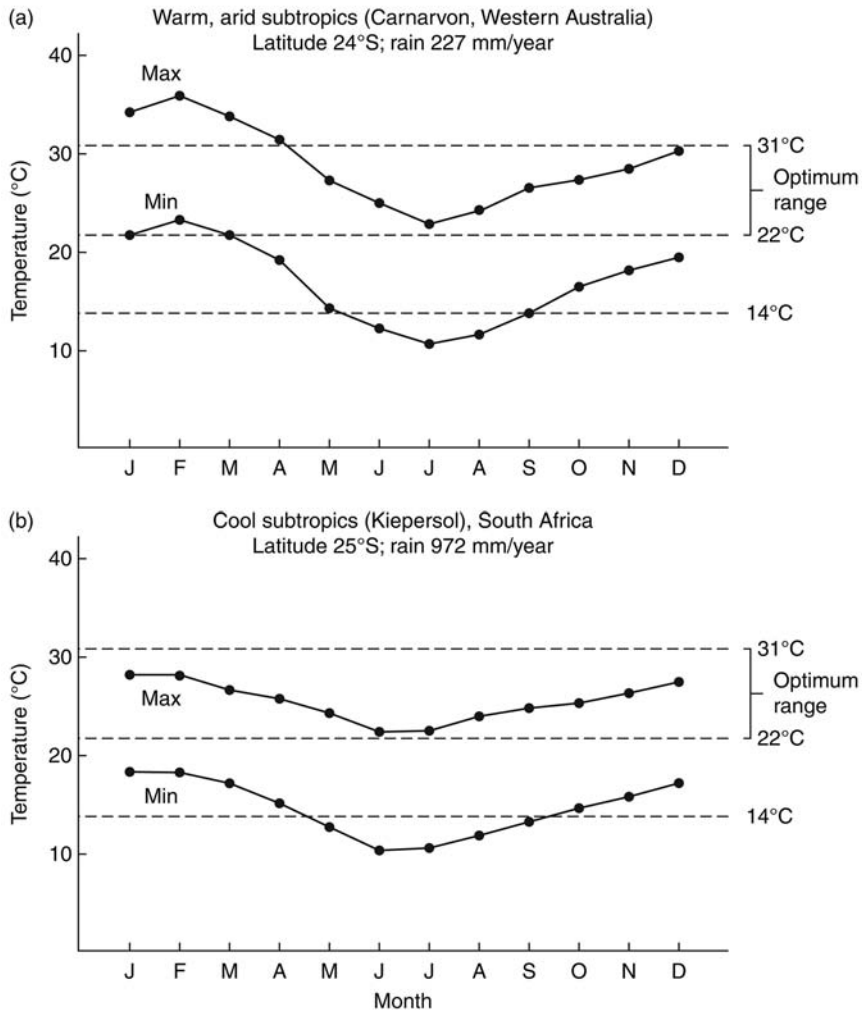 (a)
Warm, arid subtropics (Carnarvon, Western Australia)
Latitude 24°S; rain 227 mm/year
40
Max
31°C
30
Optimum
range
Min
22°C
20
14°C
10
Temperature (°C)
J F M A M J J A S O N D
(b)
Cool subtropics (Kiepersol), South Africa
Latitude 25°S; rain 972 mm/year
40
31°C
30
Optimum
range
Max
22°C
20
Min
14°C
10
Temperature (°C)
J F M A M J J A S O N D
Month